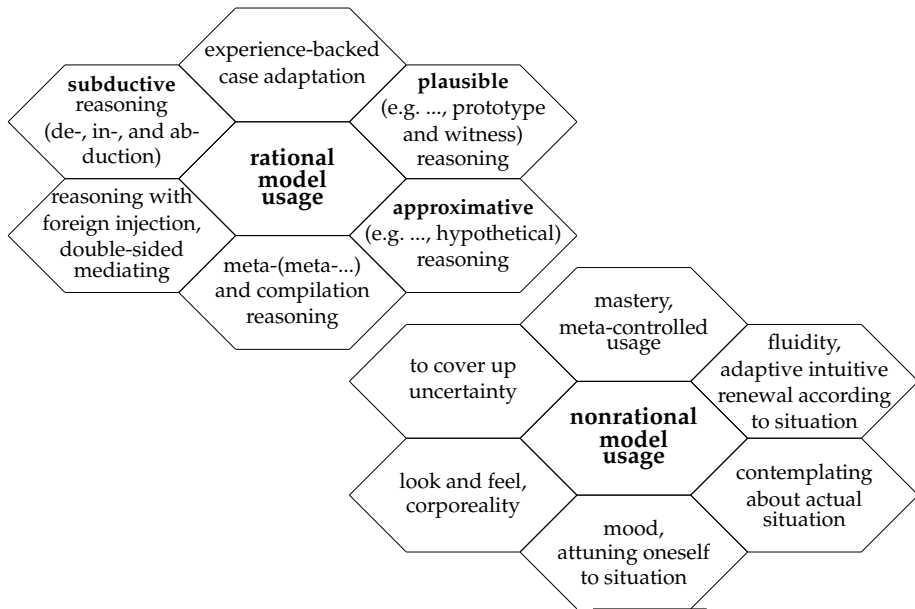 experience-backed
case adaptation
subductive
reasoning
(de-, in-, and ab-
duction)
plausible
(e.g. ..., prototype
and witness)
reasoning
rational
model
usage
reasoning with
foreign injection,
double-sided
mediating
approximative
(e.g. ..., hypothetical)
reasoning
meta-(meta-...)
and compilation
reasoning
mastery,
meta-controlled
usage
to cover up
uncertainty
fluidity,
adaptive intuitive
renewal according
to situation
nonrational
model
usage
look and feel,
corporeality
contemplating
about actual
situation
mood,
attuning oneself
to situation